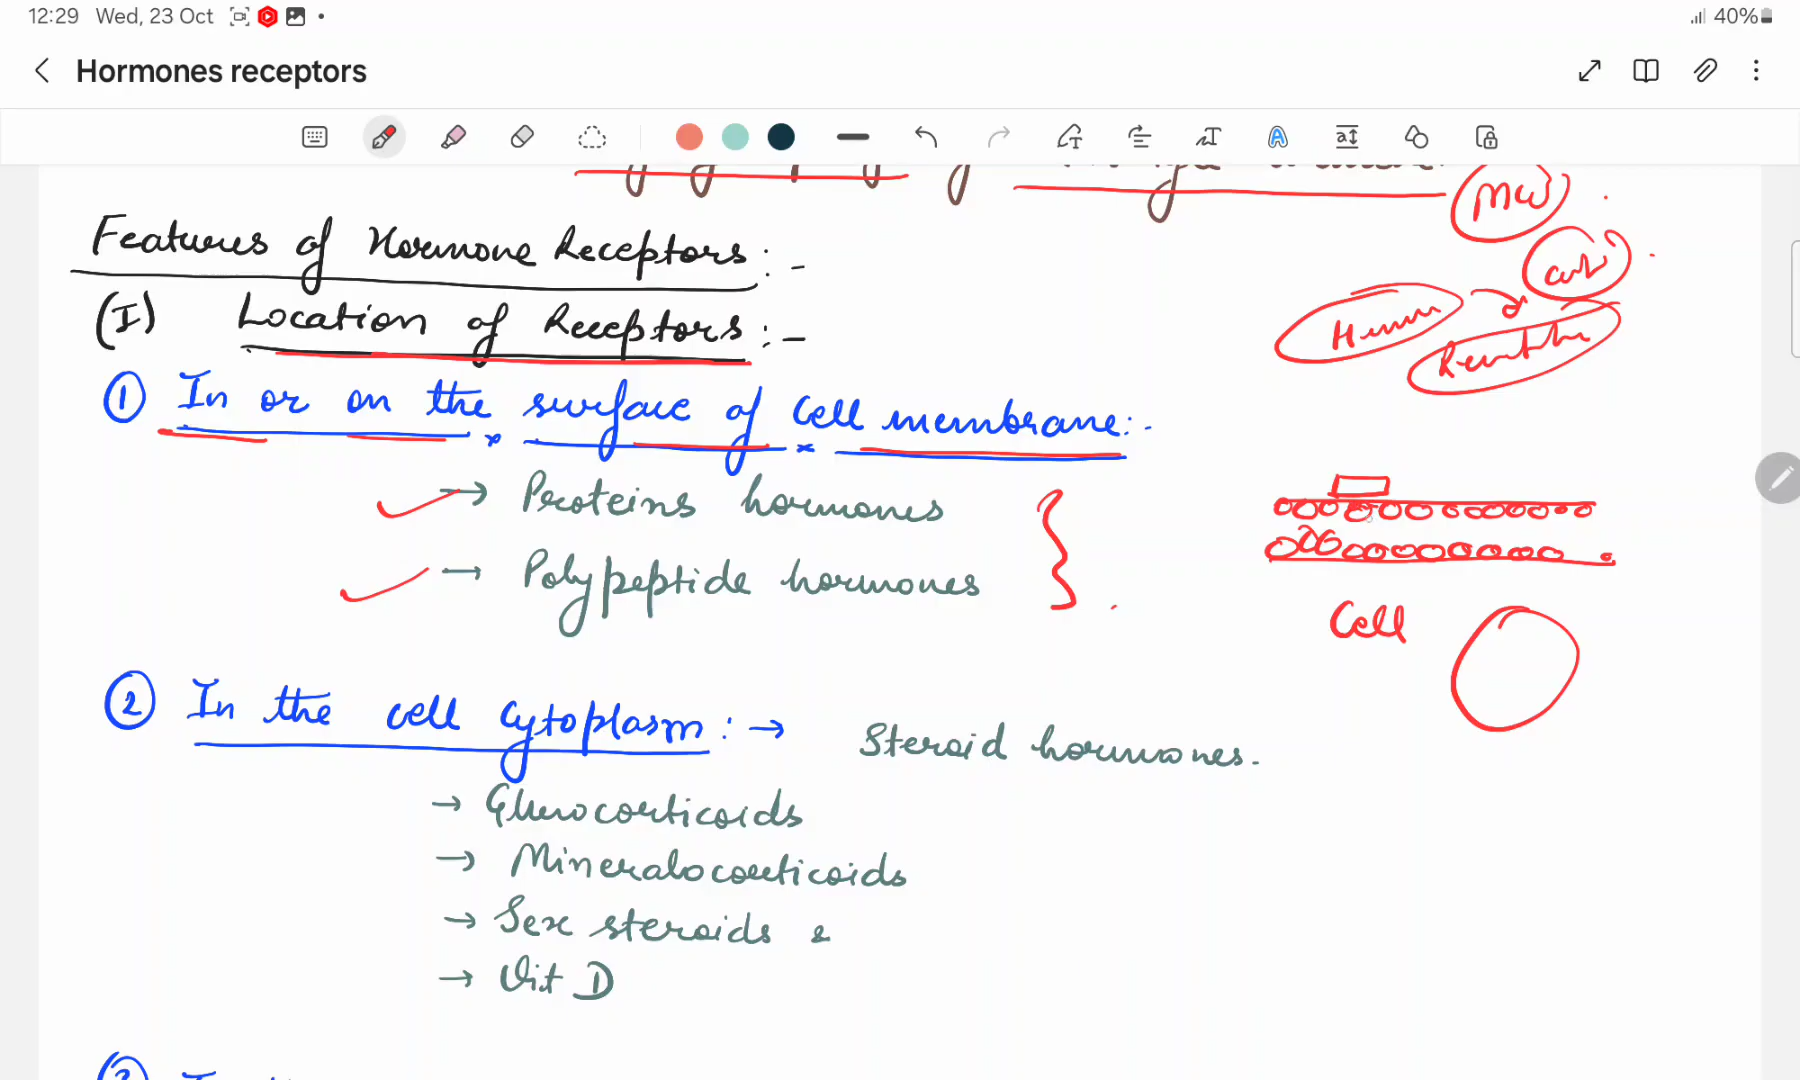 12:29 Wed, 23 Oct
40%
Hormones receptors
Features of Hormone Receptors :-
(I) Location of Receptors :-
① In or on the surface of cell membrane :-
→ Proteins hormones
→ Polypeptide hormones
Cell
② In the cell cytoplasm : → Steroid hormones.
→ Glucocorticoids
→ Mineralocorticoids
→ Sex steroids &
→ Vit D